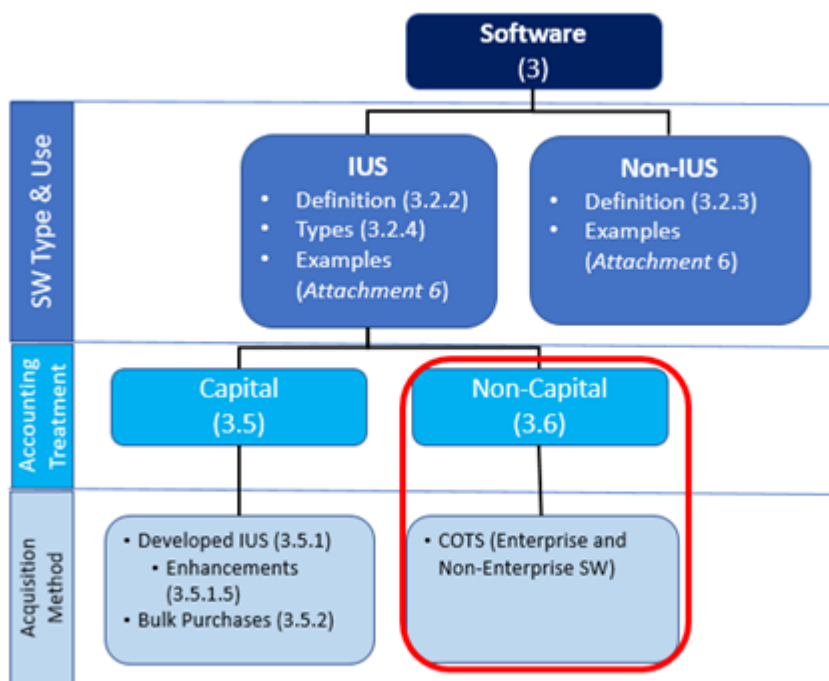 Software
(3)
SW Type & Use
IUS
• Definition (3.2.2)
• Types (3.2.4)
• Examples
(Attachment 6)
Non-IUS
• Definition (3.2.3)
• Examples
(Attachment 6)
Accounting
Treatment
Capital
(3.5)
Non-Capital
(3.6)
Acquisition
Method
• Developed IUS (3.5.1)
• Enhancements
(3.5.1.5)
• Bulk Purchases (3.5.2)
• COTS (Enterprise and
Non-Enterprise SW)